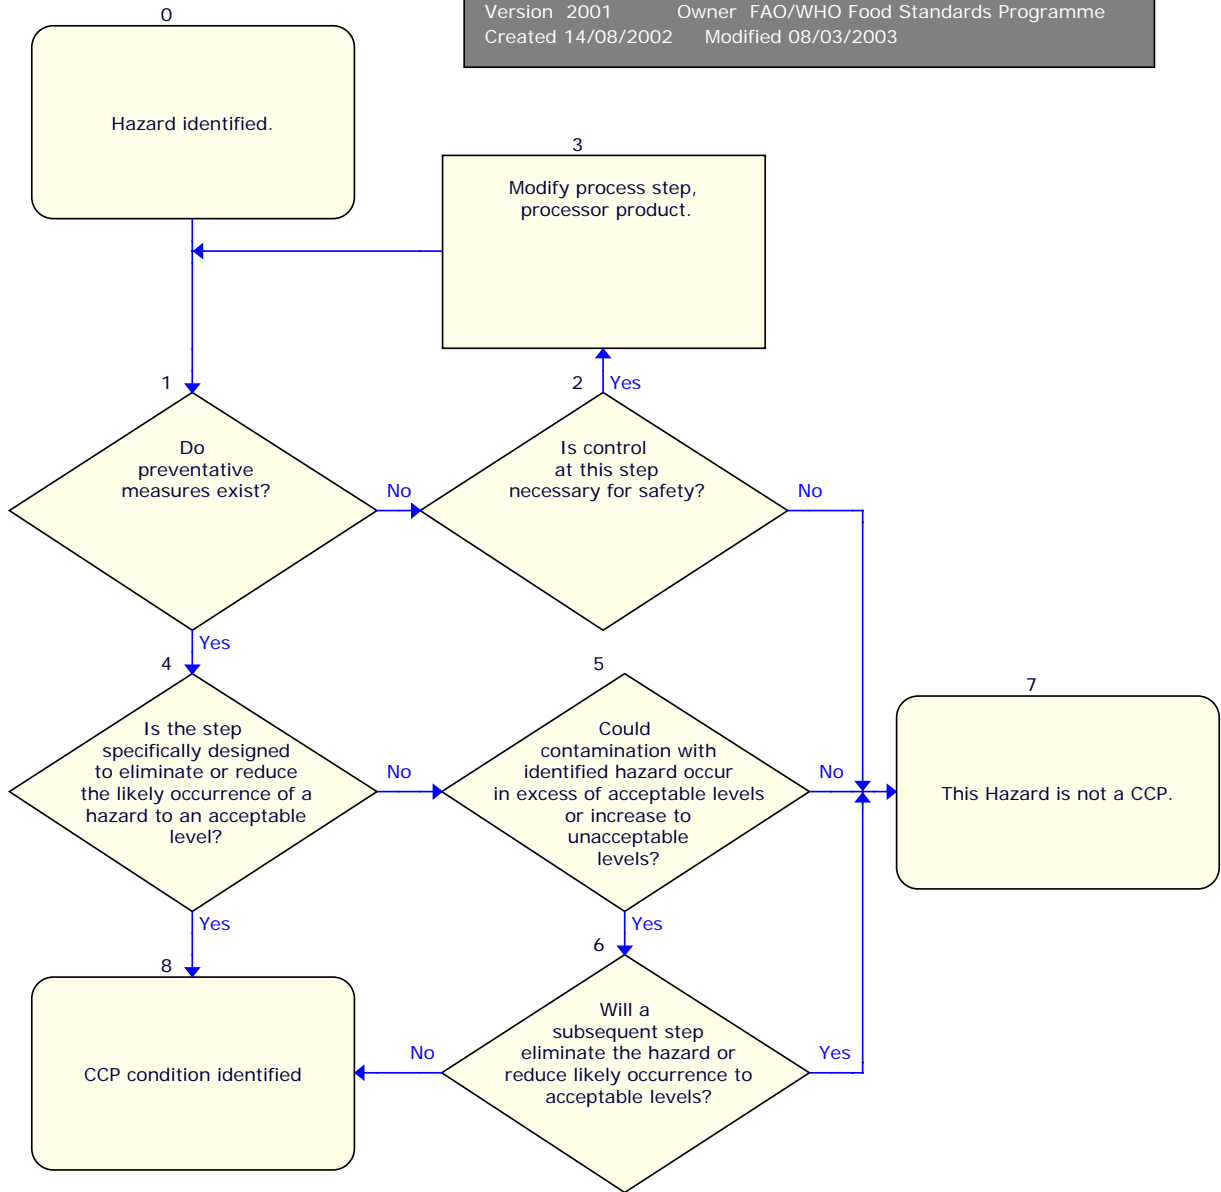 Version 2001 Owner FAO/WHO Food Standards Programme
Created 14/08/2002 Modified 08/03/2003
0
Hazard identified.
3
Modify process step,
processor product.
1
Do
preventative
measures exist?
No
2
Yes
Is control
at this step
necessary for safety?
No
Yes
4
Is the step
specifically designed
to eliminate or reduce
the likely occurrence of a
hazard to an acceptable
level?
No
5
Could
contamination with
identified hazard occur
in excess of acceptable levels
or increase to
unacceptable
levels?
No
7
This Hazard is not a CCP.
Yes
Yes
8
CCP condition identified
No
6
Will a
subsequent step
eliminate the hazard or
reduce likely occurrence to
acceptable levels?
Yes